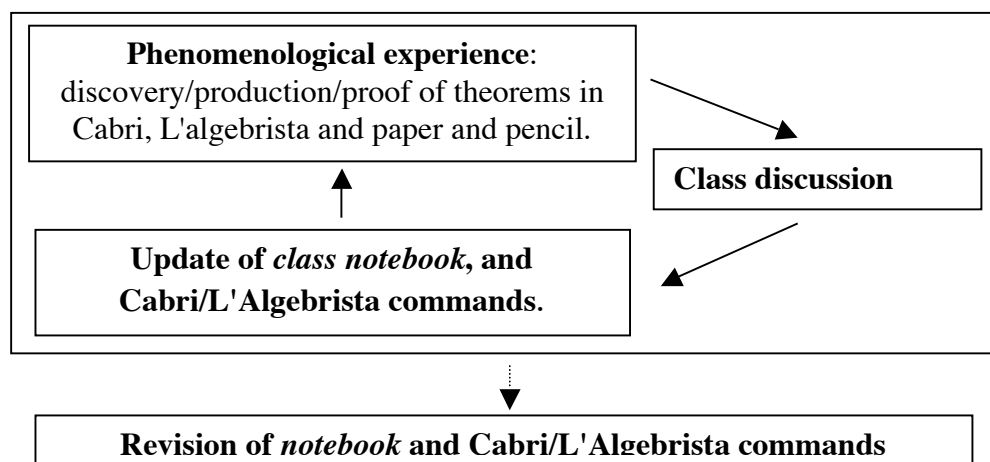 Phenomenological experience:
discovery/production/proof of theorems in
Cabri, L'algebrista and paper and pencil.
Class discussion
Update of class notebook, and
Cabri/L'Algebrista commands.
Revision of notebook and Cabri/L'Algebrista commands